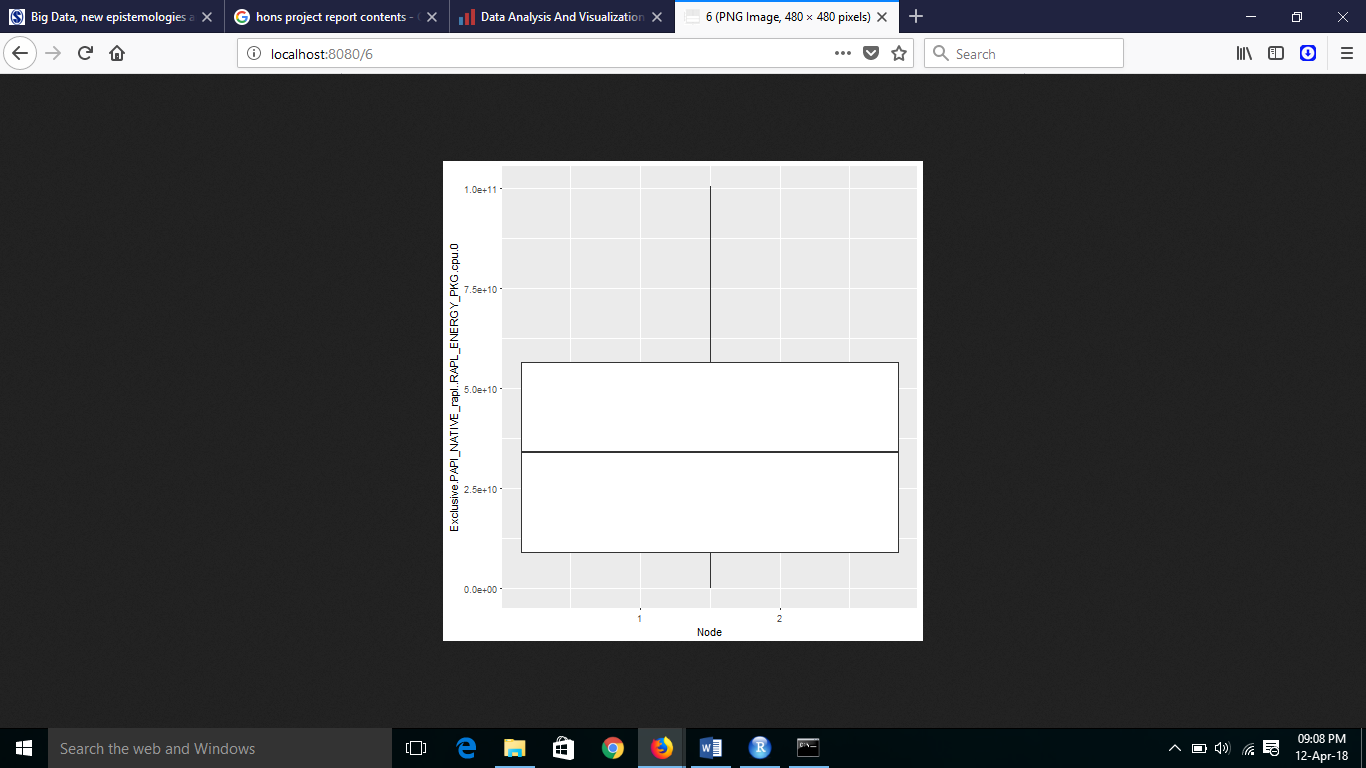 Big Data, new epistemologies a
hons project report contents - G
Data Analysis And Visualization
6 (PNG Image, 480 × 480 pixels)
localhost:8080/6
Search
1.0e+11
7.5e+10
5.0e+10
2.5e+10
0.0e+00
Exclusive.PAPI_NATIVE_rapl..RAPL_ENERGY_PKG.cpu.0
1
2
Node
Search the web and Windows
09:08 PM
12-Apr-18